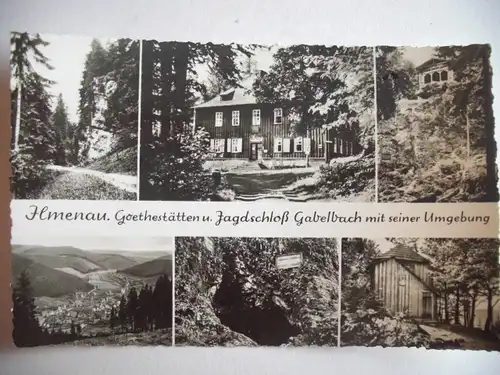 Ilmenau. Goethestätten u. Jagdschloß Gabelbach mit seiner Umgebung